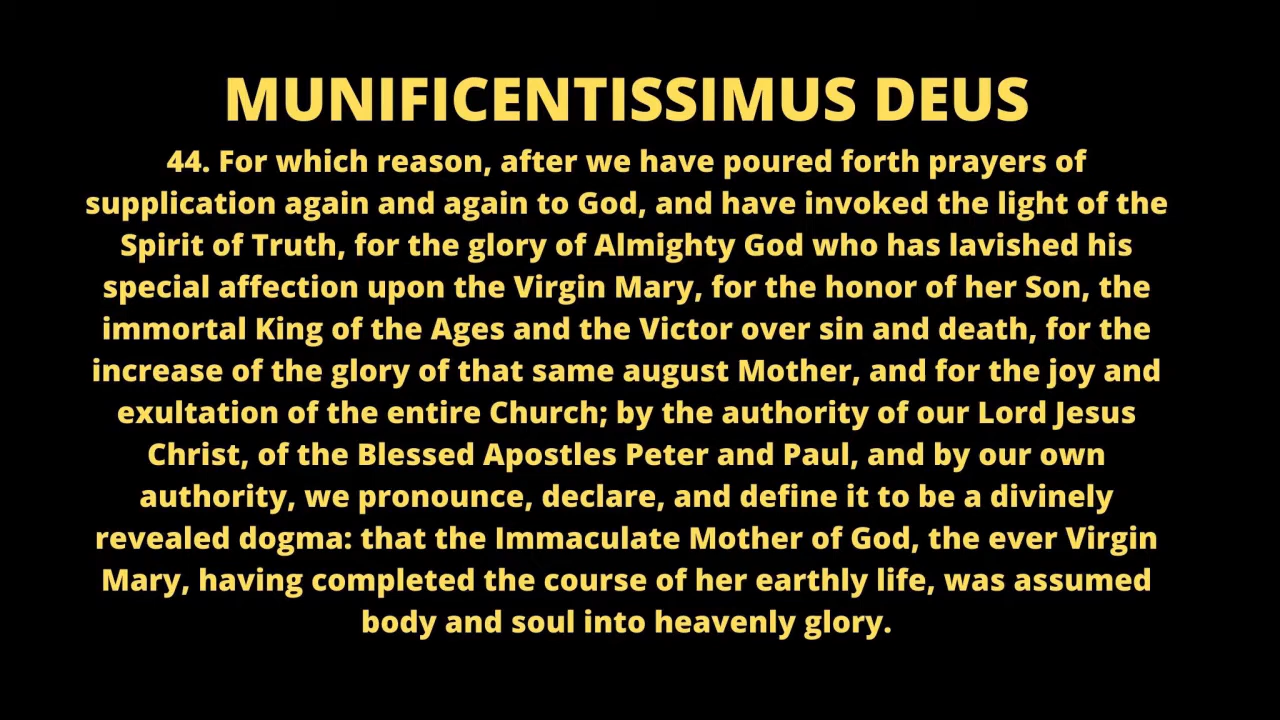 MUNIFICENTISSIMUS DEUS
44. For which reason, after we have poured forth prayers of
supplication again and again to God, and have invoked the light of the
Spirit of Truth, for the glory of Almighty God who has lavished his
special affection upon the Virgin Mary, for the honor of her Son, the
immortal King of the Ages and the Victor over sin and death, for the
increase of the glory of that same august Mother, and for the joy and
exultation of the entire Church; by the authority of our Lord Jesus
Christ, of the Blessed Apostles Peter and Paul, and by our own
authority, we pronounce, declare, and define it to be a divinely
revealed dogma: that the Immaculate Mother of God, the ever Virgin
Mary, having completed the course of her earthly life, was assumed
body and soul into heavenly glory.